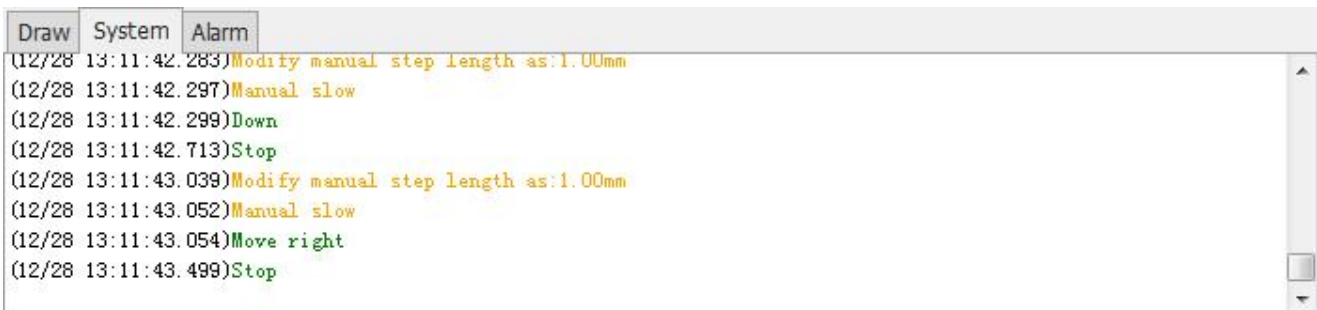 Draw System Alarm
(12/28 13:11:42.283)Modify manual step length as:1.00mm
(12/28 13:11:42.297)Manual slow
(12/28 13:11:42.299)Down
(12/28 13:11:42.713)Stop
(12/28 13:11:43.039)Modify manual step length as:1.00mm
(12/28 13:11:43.052)Manual slow
(12/28 13:11:43.054)Move right
(12/28 13:11:43.499)Stop